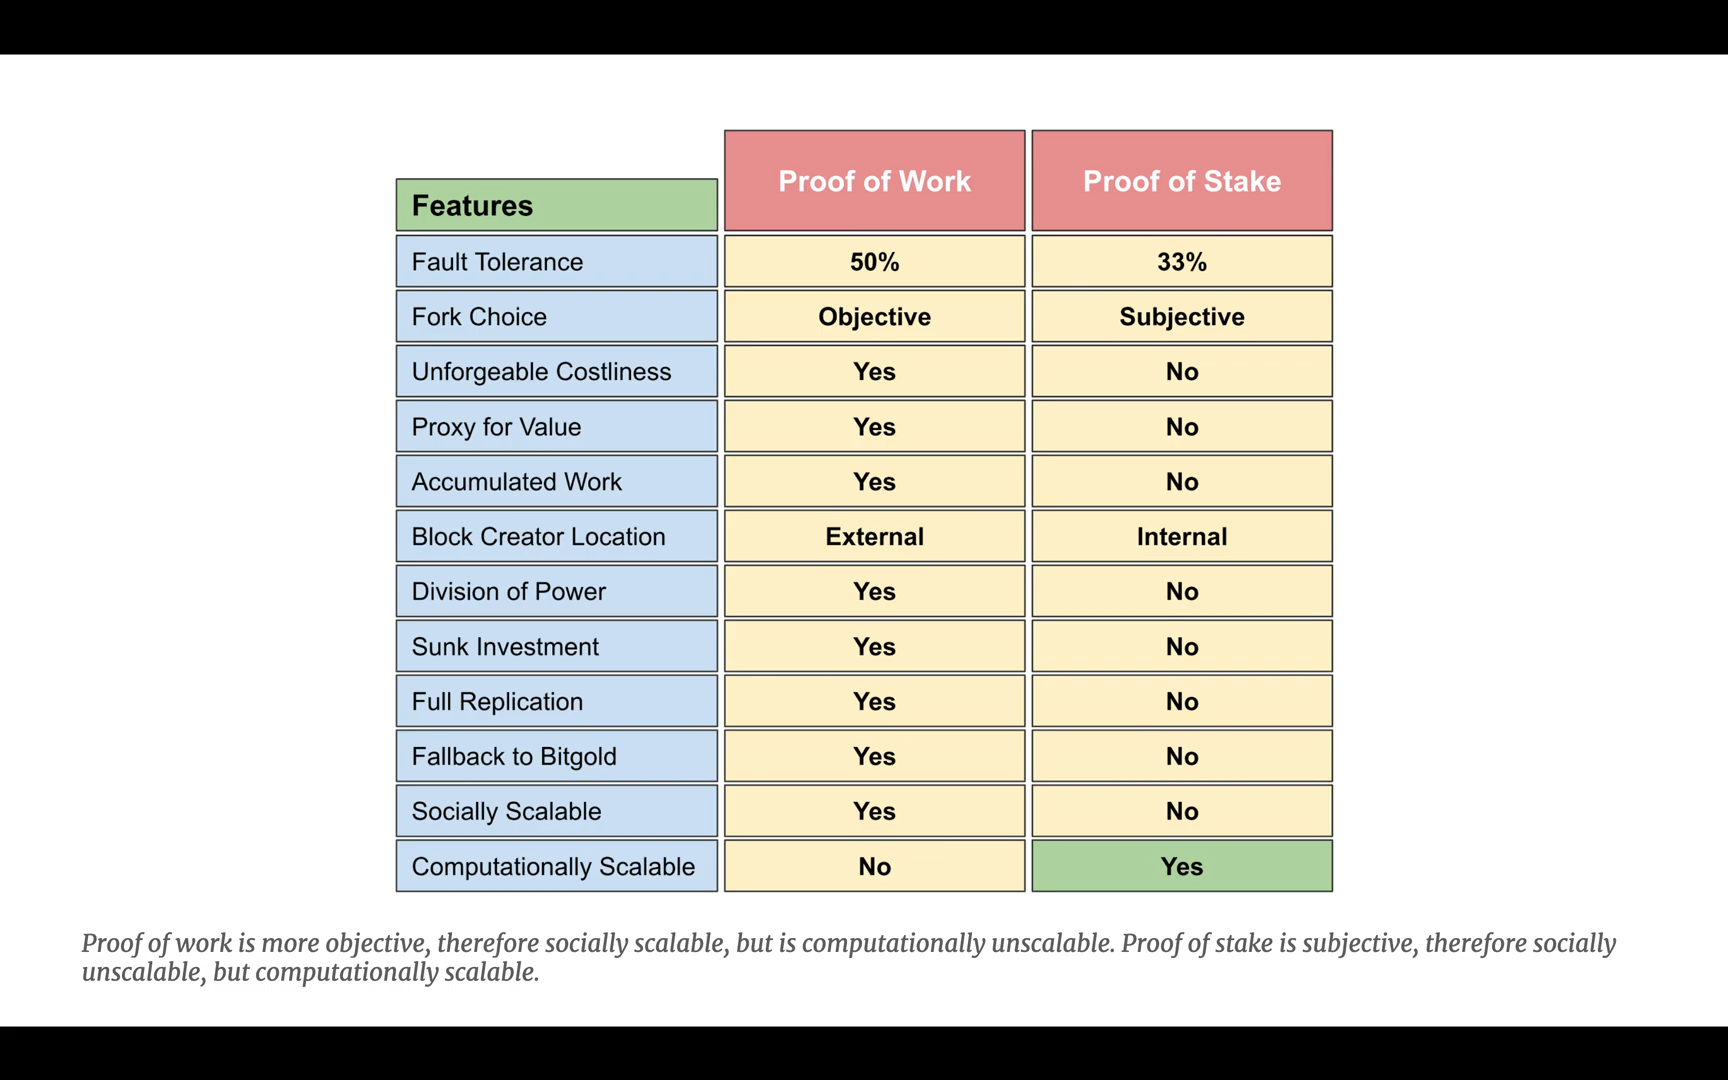 Proof of Work Proof of Stake
Features
Fault Tolerance 50% 33%
Fork Choice Objective Subjective
Unforgeable Costliness Yes No
Proxy for Value Yes No
Accumulated Work Yes No
Block Creator Location External Internal
Division of Power Yes No
Sunk Investment Yes No
Full Replication Yes No
Fallback to Bitgold Yes No
Socially Scalable Yes No
Computationally Scalable No Yes
Proof of work is more objective, therefore socially scalable, but is computationally unscalable. Proof of stake is subjective, therefore socially
unscalable, but computationally scalable.